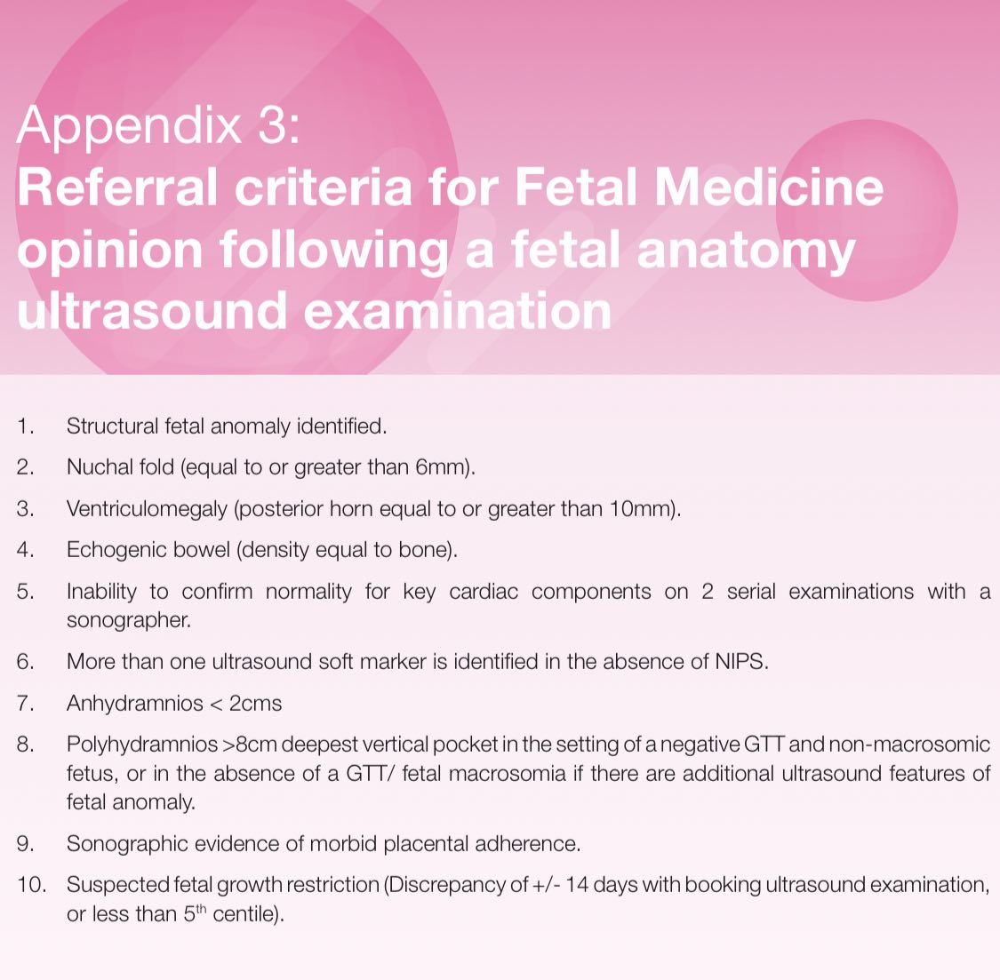 Appendix 3:
Referral criteria for Fetal Medicine
opinion following a fetal anatomy
ultrasound examination
1. Structural fetal anomaly identified.
2. Nuchal fold (equal to or greater than 6mm).
3. Ventriculomegaly (posterior horn equal to or greater than 10mm).
4. Echogenic bowel (density equal to bone).
5. Inability to confirm normality for key cardiac components on 2 serial examinations with a
sonographer.
6. More than one ultrasound soft marker is identified in the absence of NIPS.
7. Anhydramnios < 2cms
8. Polyhydramnios >8cm deepest vertical pocket in the setting of a negative GTT and non-macrosomic
fetus, or in the absence of a GTT/ fetal macrosomia if there are additional ultrasound features of
fetal anomaly.
9. Sonographic evidence of morbid placental adherence.
10. Suspected fetal growth restriction (Discrepancy of +/- 14 days with booking ultrasound examination,
or less than 5th centile).